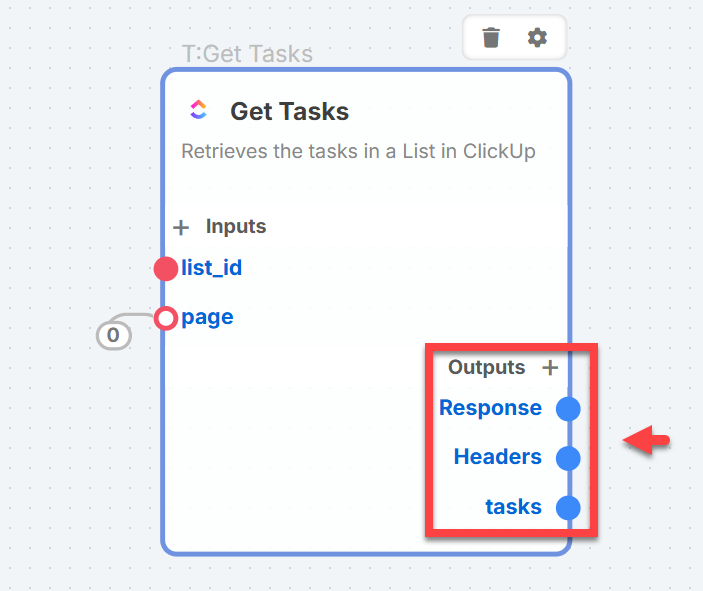 T:Get Tasks
Get Tasks
Retrieves the tasks in a List in ClickUp
+ Inputs
list_id
page
0
Outputs +
Response
Headers
tasks